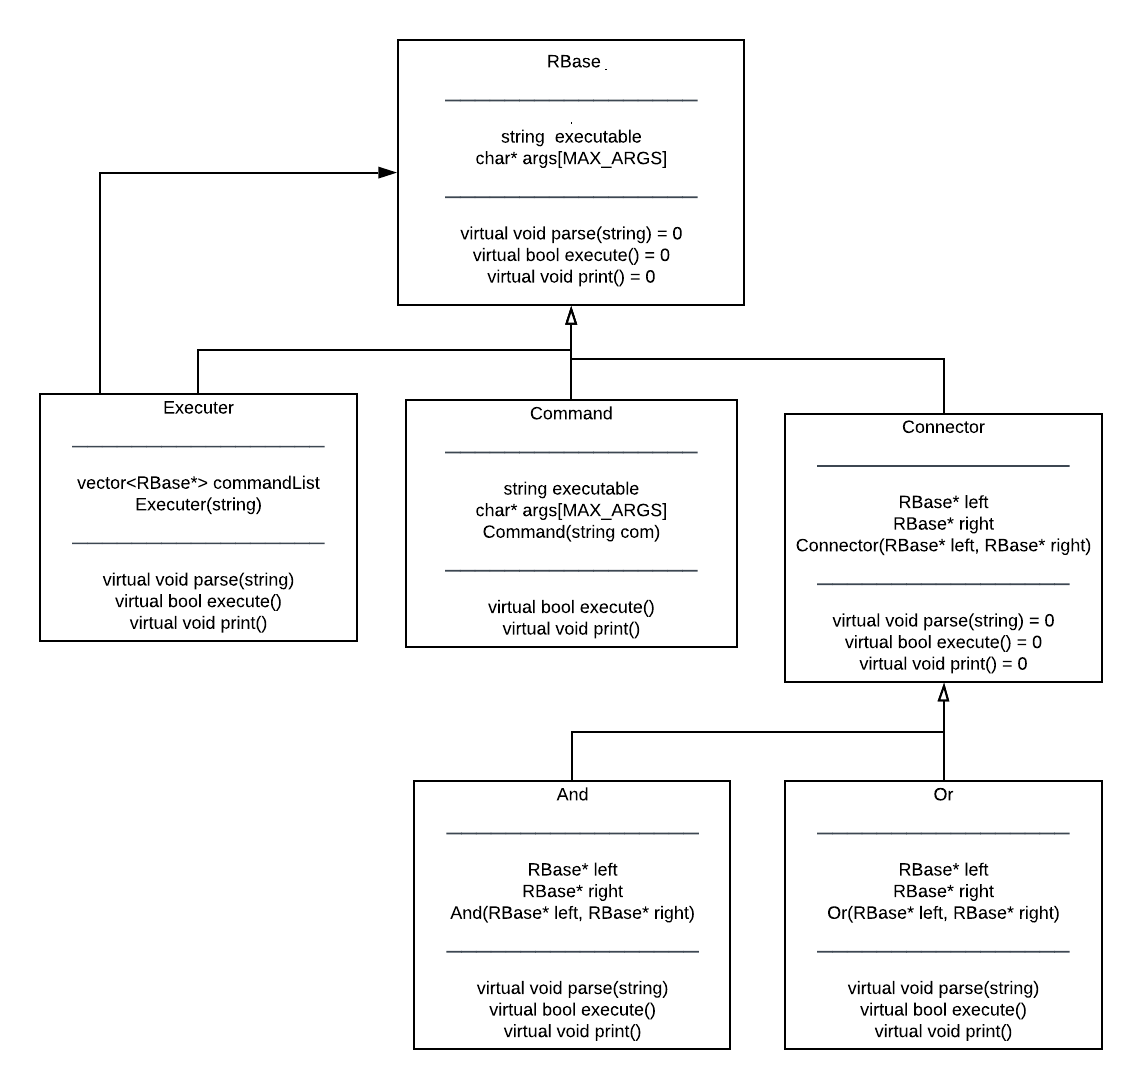 RBase
string executable
char* args[MAX_ARGS]
virtual void parse(string) = 0
virtual bool execute() = 0
virtual void print() = 0
Executer
vector<RBase*> commandList
Executer(string)
virtual void parse(string)
virtual bool execute()
virtual void print()
Command
string executable
char* args[MAX_ARGS]
Command(string com)
virtual bool execute()
virtual void print()
Connector
RBase* left
RBase* right
Connector(RBase* left, RBase* right)
virtual void parse(string) = 0
virtual bool execute() = 0
virtual void print() = 0
And
RBase* left
RBase* right
And(RBase* left, RBase* right)
virtual void parse(string)
virtual bool execute()
virtual void print()
Or
RBase* left
RBase* right
Or(RBase* left, RBase* right)
virtual void parse(string)
virtual bool execute()
virtual void print()